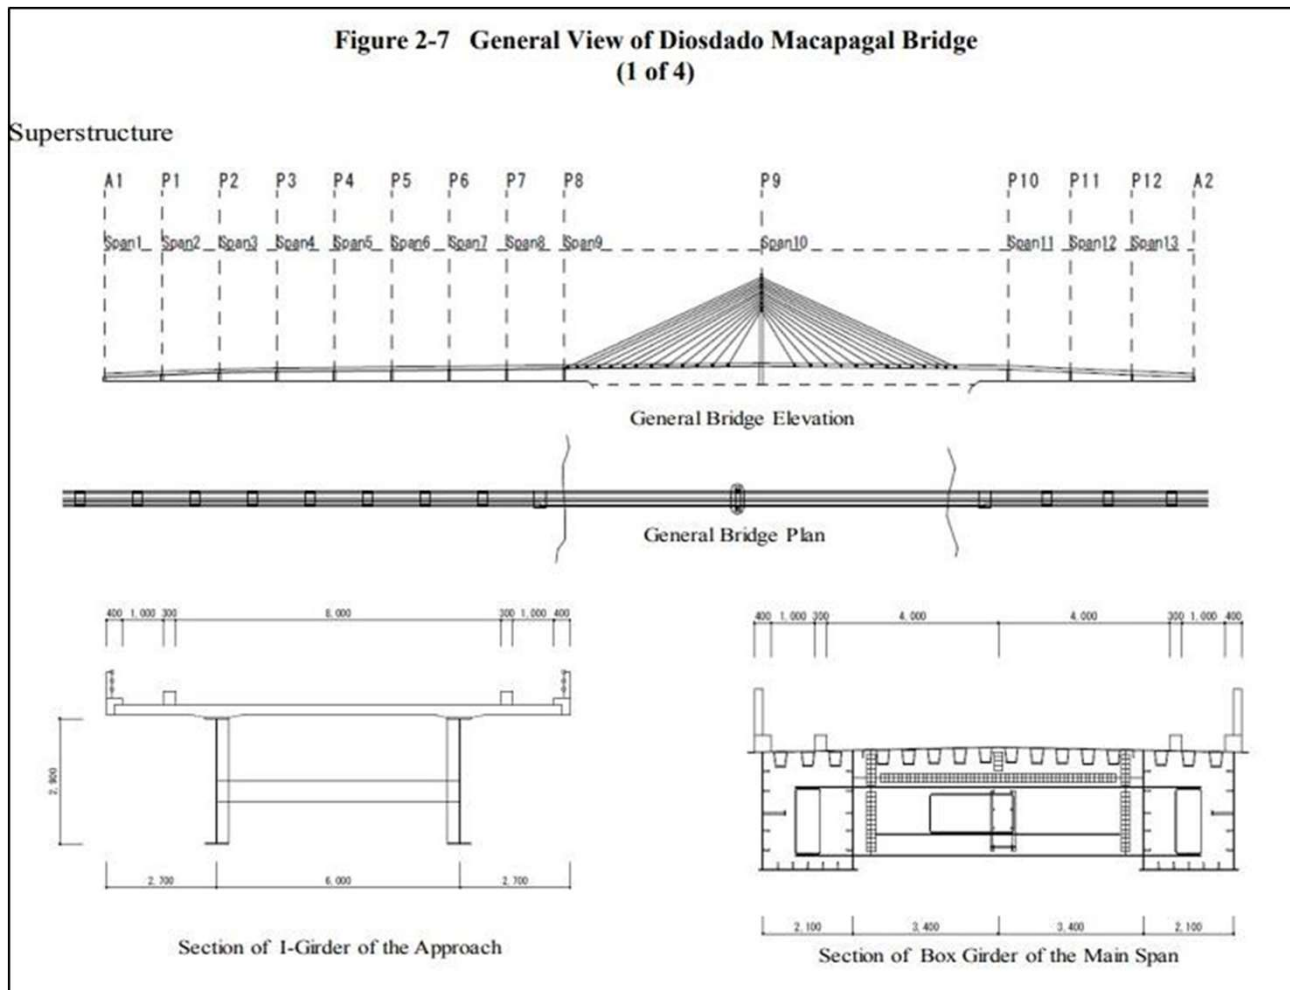 Figure 2-7 General View of Diosdado Macapagal Bridge
(1 of 4)
Superstructure
A1 P1 P2 P3 P4 P5 P6 P7 P8 P9 P10 P11 P12 A2
Span1 Span2 Span3 Span4 Span5 Span6 Span7 Span8 Span9 Span10 Span11 Span12 Span13
General Bridge Elevation
General Bridge Plan
400 1,000 300 8,000 300 1,000 400
2,900
2,700 6,000 2,700
Section of I-Girder of the Approach
400 1,000 300 4,000 4,000 300 1,000 400
2,100 3,400 3,400 2,100
Section of Box Girder of the Main Span